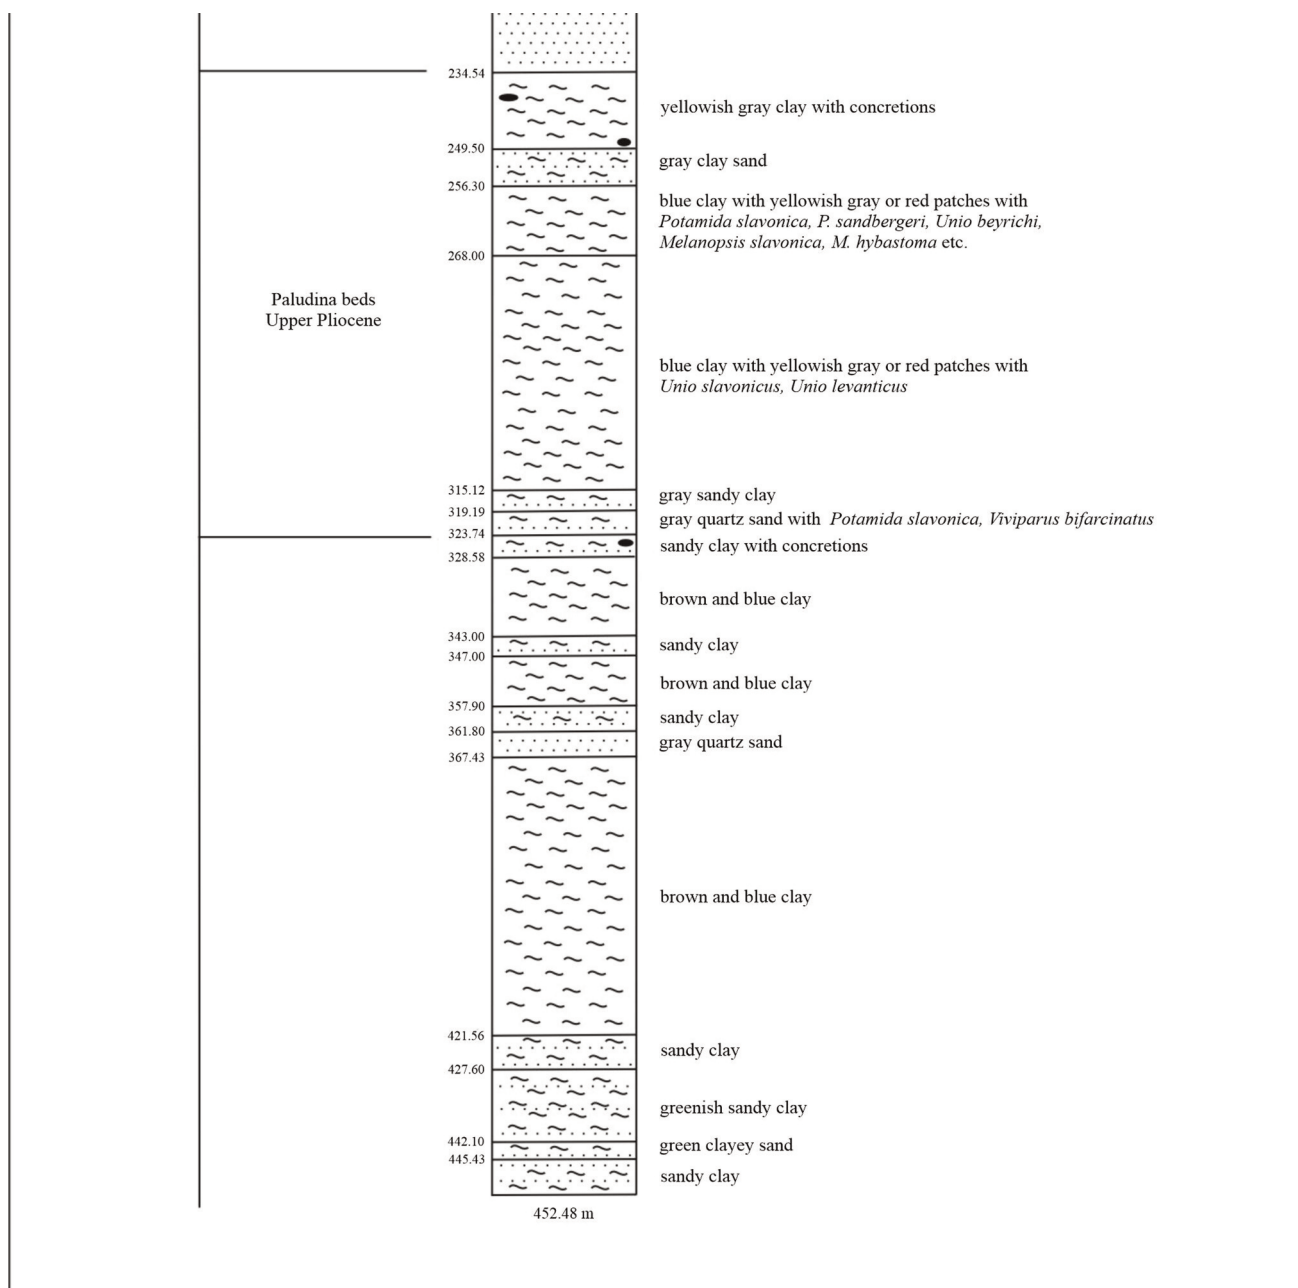 234.54
yellowish gray clay with concretions
249.50
gray clay sand
256.30
blue clay with yellowish gray or red patches with
Potamida slavonica, P. sandbergeri, Unio beyrichi,
Melanopsis slavonica, M. hybastoma etc.
268.00
Paludina beds
Upper Pliocene
blue clay with yellowish gray or red patches with
Unio slavonicus, Unio levanticus
315.12
gray sandy clay
319.19
gray quartz sand with Potamida slavonica, Viviparus bifarcinatus
323.74
sandy clay with concretions
328.58
brown and blue clay
343.00
sandy clay
347.00
brown and blue clay
357.90
sandy clay
361.80
gray quartz sand
367.43
brown and blue clay
421.56
sandy clay
427.60
greenish sandy clay
442.10
green clayey sand
445.43
sandy clay
452.48 m